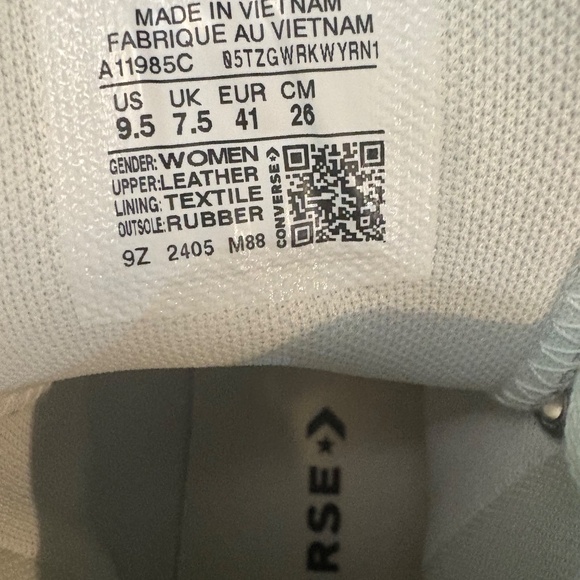 MADE IN VIETNAM
FABRIQUE AU VIETNAM
A11985C 05TZGWRKWYRN1
US UK EUR CM
9.5 7.5 41 26
GENDER: WOMEN
UPPER: LEATHER
LINING: TEXTILE
OUTSOLE: RUBBER
CONVERSE
9Z 2405 M88
RSE